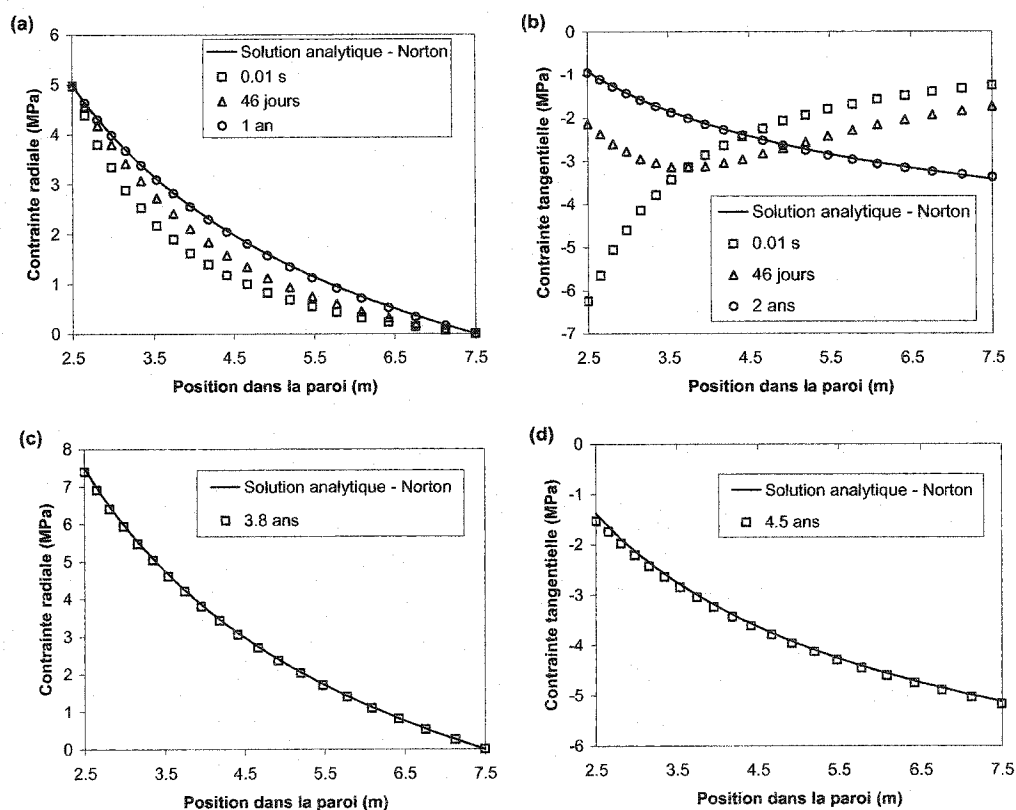 (a)
Contrainte radiale (MPa)
6
5
4
3
2
1
0
Solution analytique - Norton
0.01 s
46 jours
1 an
2.5 3.5 4.5 5.5 6.5 7.5
Position dans la paroi (m)
(b)
Contrainte tangentielle (MPa)
0
-1
-2
-3
-4
-5
-6
-7
Solution analytique - Norton
0.01 s
46 jours
2 ans
2.5 3.5 4.5 5.5 6.5 7.5
Position dans la paroi (m)
(c)
Contrainte radiale (MPa)
8
7
6
5
4
3
2
1
0
Solution analytique - Norton
3.8 ans
2.5 3.5 4.5 5.5 6.5 7.5
Position dans la paroi (m)
(d)
Contrainte tangentielle (MPa)
0
-1
-2
-3
-4
-5
-6
Solution analytique - Norton
4.5 ans
2.5 3.5 4.5 5.5 6.5 7.5
Position dans la paroi (m)